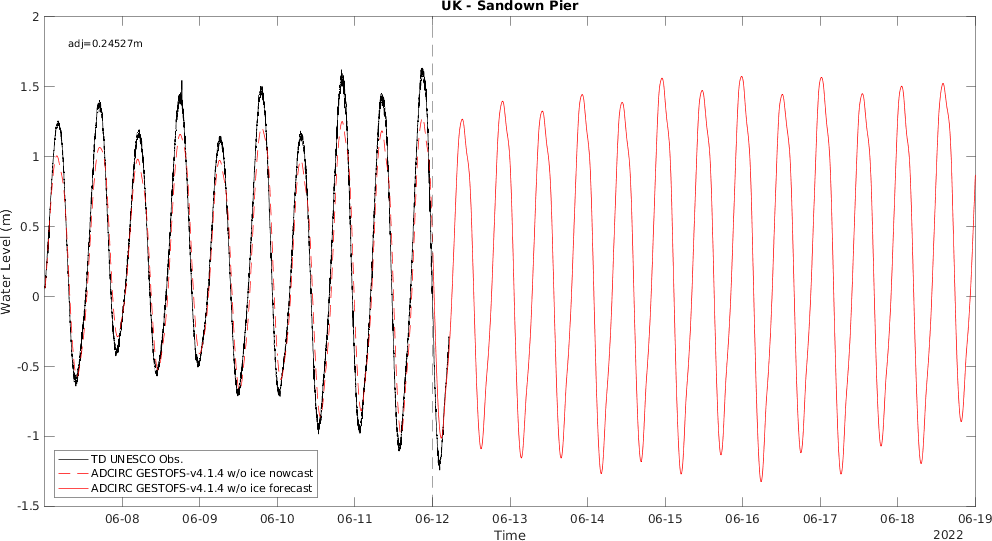 UK - Sandown Pier
adj=0.24527m
Water Level (m)
2
1.5
1
0.5
0
-0.5
-1
-1.5
TD UNESCO Obs.
ADCIRC GESTOFS-v4.1.4 w/o ice nowcast
ADCIRC GESTOFS-v4.1.4 w/o ice forecast
06-08 06-09 06-10 06-11 06-12 06-13 06-14 06-15 06-16 06-17 06-18 06-19
Time
2022